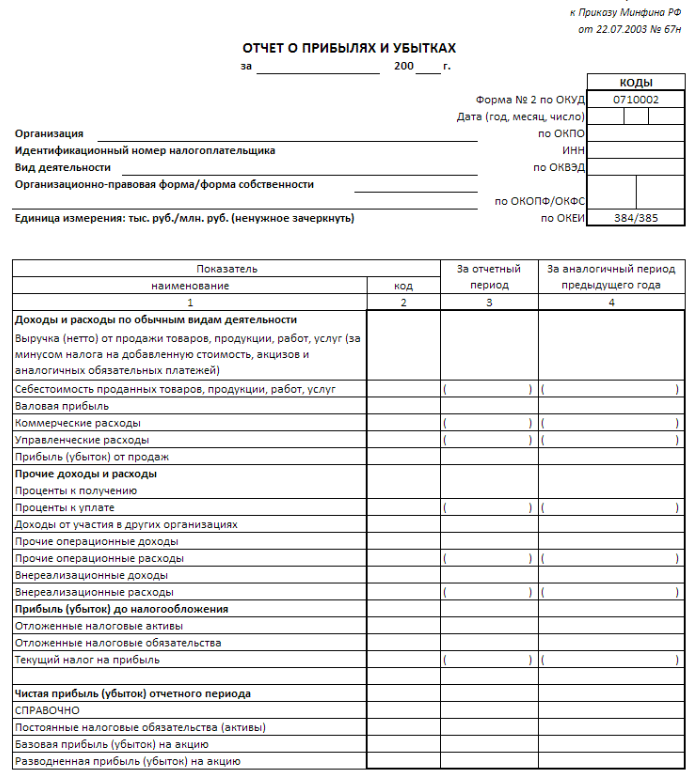 к Приказу Минфина РФ
от 22.07.2003 № 67н
ОТЧЕТ О ПРИБЫЛЯХ И УБЫТКАХ
за 200 г.
КОДЫ
Форма № 2 по ОКУД 0710002
Дата (год, месяц, число)
Организация по ОКПО
Идентификационный номер налогоплательщика ИНН
Вид деятельности по ОКВЭД
Организационно-правовая форма/форма собственности
по ОКОПФ/ОКФС
Единица измерения: тыс. руб./млн. руб. (ненужное зачеркнуть) по ОКЕИ 384/385
Показатель За отчетный За аналогичный период
наименование код период предыдущего года
1 2 3 4
Доходы и расходы по обычным видам деятельности
Выручка (нетто) от продажи товаров, продукции, работ, услуг (за
минусом налога на добавленную стоимость, акцизов и
аналогичных обязательных платежей)
Себестоимость проданных товаров, продукции, работ, услуг ( ) ( )
Валовая прибыль
Коммерческие расходы ( ) ( )
Управленческие расходы ( ) ( )
Прибыль (убыток) от продаж
Прочие доходы и расходы
Проценты к получению
Проценты к уплате ( ) ( )
Доходы от участия в других организациях
Прочие операционные доходы
Прочие операционные расходы ( ) ( )
Внереализационные доходы
Внереализационные расходы ( ) ( )
Прибыль (убыток) до налогообложения
Отложенные налоговые активы
Отложенные налоговые обязательства
Текущий налог на прибыль ( ) ( )
Чистая прибыль (убыток) отчетного периода
СПРАВОЧНО
Постоянные налоговые обязательства (активы)
Базовая прибыль (убыток) на акцию
Разводненная прибыль (убыток) на акцию